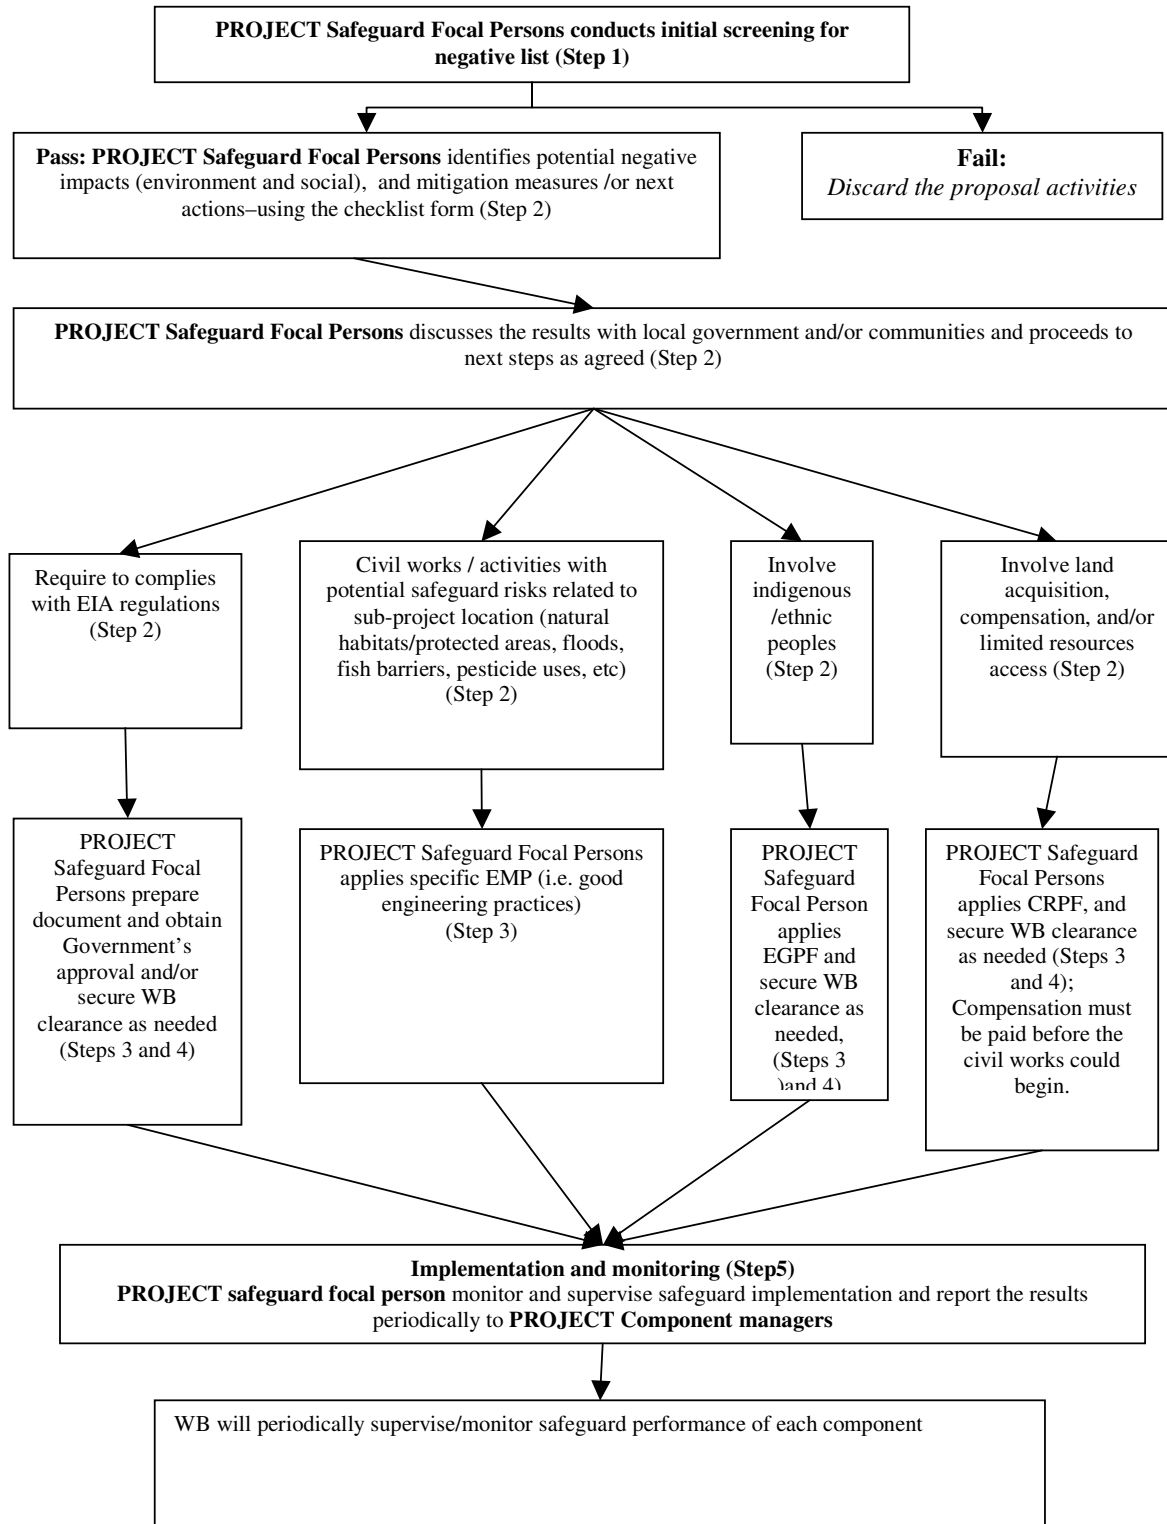 PROJECT Safeguard Focal Persons conducts initial screening for
negative list (Step 1)
Pass: PROJECT Safeguard Focal Persons identifies potential negative
impacts (environment and social),  and mitigation measures /or next
actions–using the checklist form (Step 2)
Fail:
Discard the proposal activities
PROJECT Safeguard Focal Persons discusses the results with local government and/or communities and proceeds to
next steps as agreed (Step 2)
Require to complies
with EIA regulations
(Step 2)
Civil works / activities with
potential safeguard risks related to
sub-project location (natural
habitats/protected areas, floods,
fish barriers, pesticide uses, etc)
(Step 2)
Involve
indigenous
/ethnic
peoples
(Step 2)
Involve land
acquisition,
compensation, and/or
limited resources
access (Step 2)
PROJECT
Safeguard Focal
Persons prepare
document and obtain
Government’s
approval and/or
secure WB
clearance as needed
(Steps 3 and 4)
PROJECT Safeguard Focal Persons
applies specific EMP (i.e. good
engineering practices)
(Step 3)
PROJECT
Safeguard
Focal Person
applies
EGPF and
secure WB
clearance as
needed,
(Steps 3
)and 4)
PROJECT Safeguard
Focal Persons
applies CRPF, and
secure WB clearance
as needed (Steps 3
and 4);
Compensation must
be paid before the
civil works could
begin.
Implementation and monitoring (Step5)
PROJECT safeguard focal person monitor and supervise safeguard implementation and report the results
periodically to PROJECT Component managers
WB will periodically supervise/monitor safeguard performance of each component